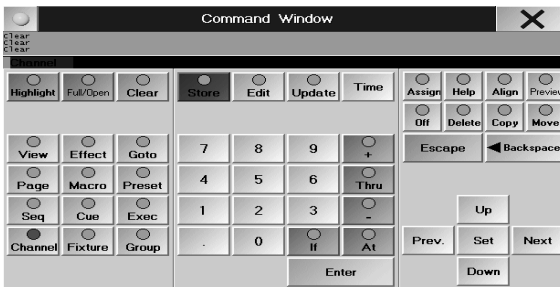 Command Window
Clear
Clear
Clear
Channel
Highlight Full/Open Clear Store Edit Update Time Assign Help Align Preview
Off Delete Copy Move
View Effect Goto 7 8 9 + Escape Backspace
Page Macro Preset 4 5 6 Thru
Seq Cue Exec 1 2 3 - Up
Channel Fixture Group . 0 If At Prev. Set Next
Enter Down